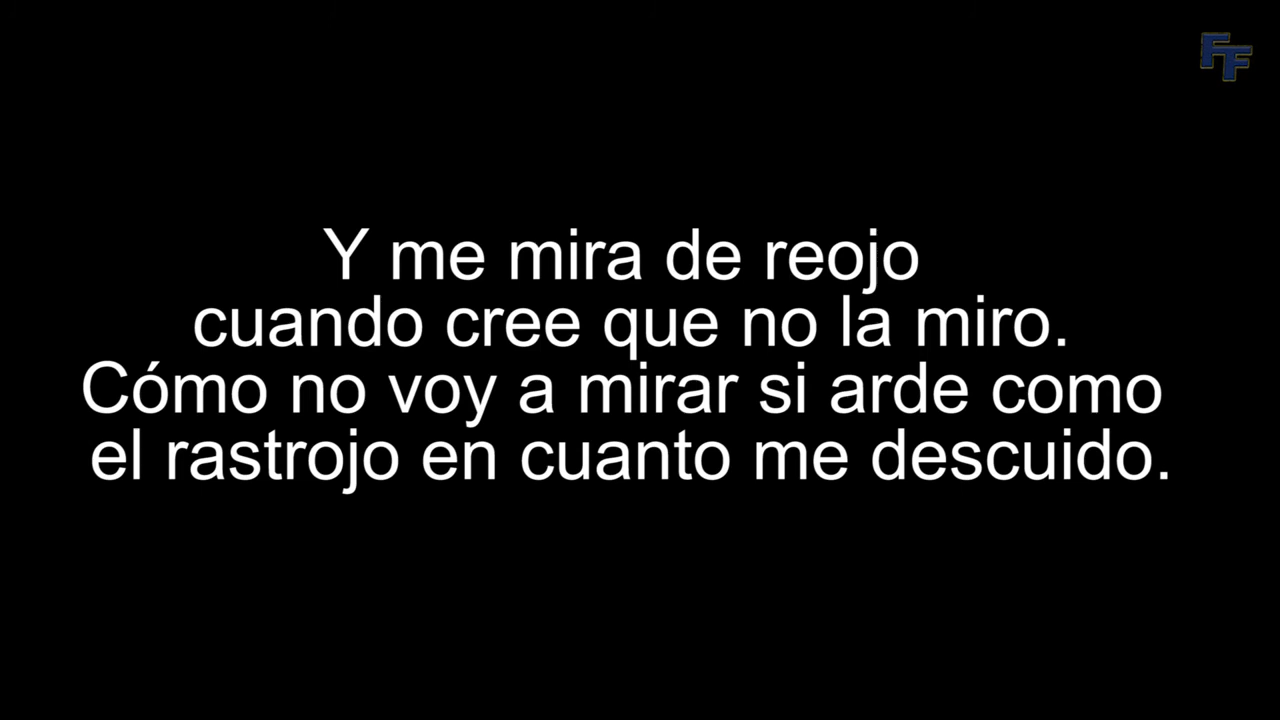 FTF
Y me mira de reojo
cuando cree que no la miro.
Cómo no voy a mirar si arde como
el rastrojo en cuanto me descuido.